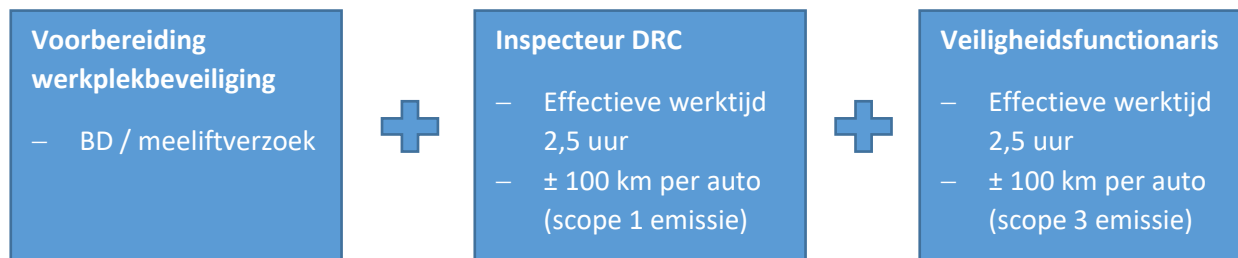 Voorbereiding
werkplekbeveiliging
– BD / meeliftverzoek
Inspecteur DRC
– Effectieve werktijd
2,5 uur
– ± 100 km per auto
(scope 1 emissie)
Veiligheidsfunctionaris
– Effectieve werktijd
2,5 uur
– ± 100 km per auto
(scope 3 emissie)